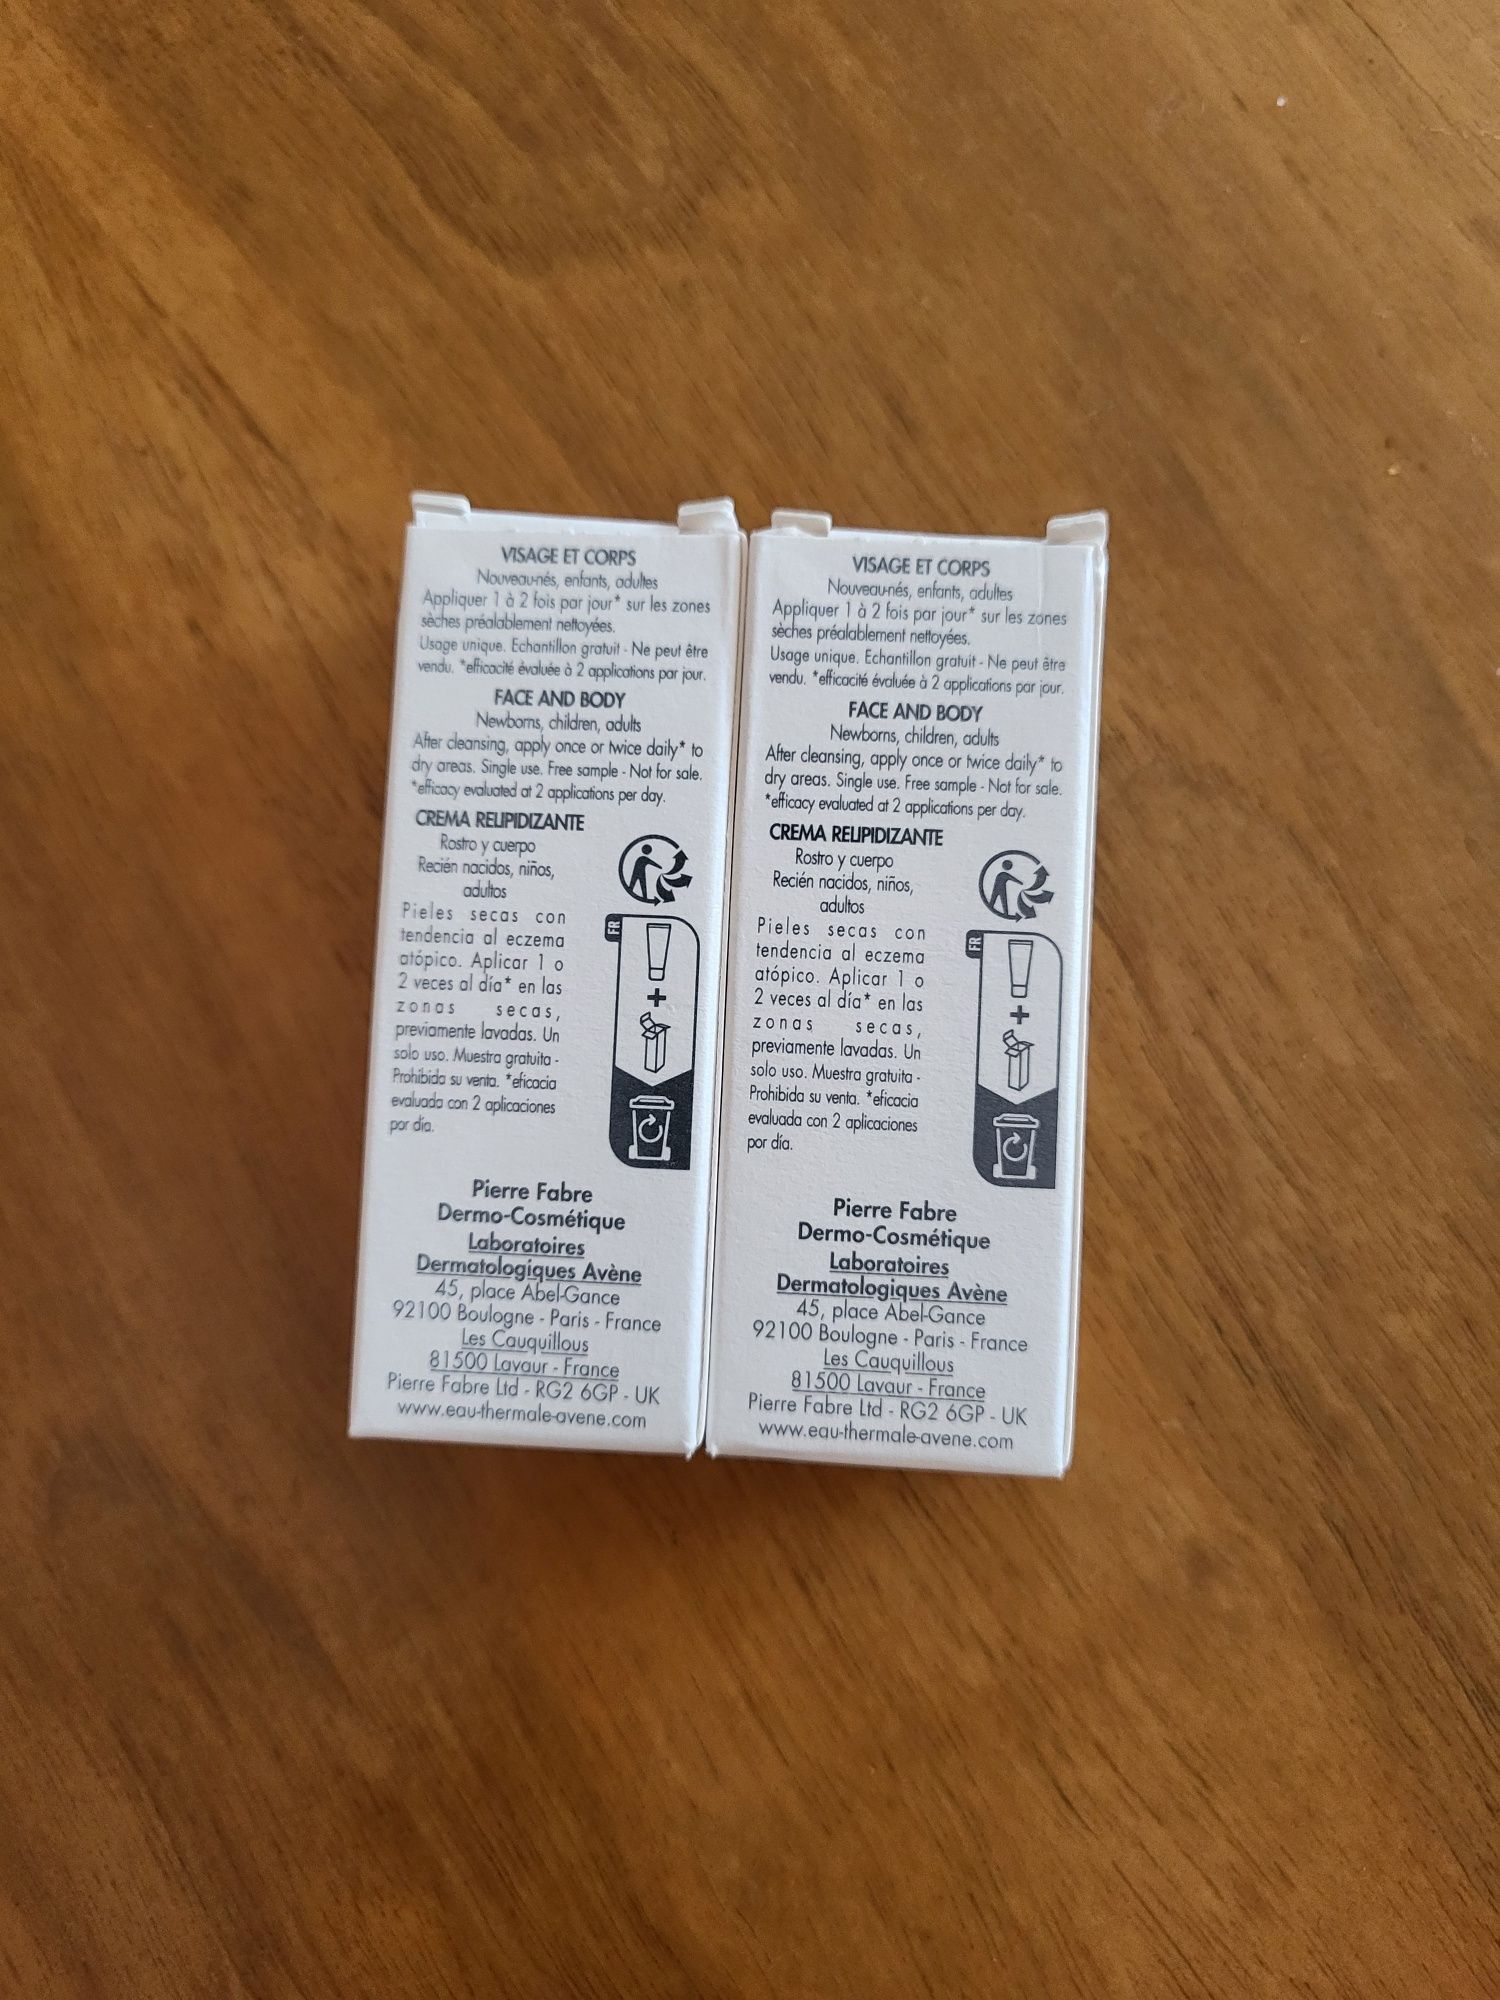 VISAGE ET CORPS
Nouveau-nés, enfants, adultes
Appliquer 1 à 2 fois par jour* sur les zones
sèches préalablement nettoyées.
Usage unique. Echantillon gratuit - Ne peut être
vendu. *efficacité évaluée à 2 applications par jour.
FACE AND BODY
Newborns, children, adults
After cleansing, apply once or twice daily* to
dry areas. Single use. Free sample - Not for sale.
*efficacy evaluated at 2 applications per day.
CREMA RELIPIDIZANTE
Rostro y cuerpo
Recién nacidos, niños,
adultos
Pieles secas con
tendencia al eczema
atópico. Aplicar 1 o
2 veces al día* en las
zonas secas,
previamente lavadas. Un
solo uso. Muestra gratuita -
Prohibida su venta. *eficacia
evaluada con 2 aplicaciones
por día.
FR
Pierre Fabre
Dermo-Cosmétique
Laboratoires
Dermatologiques Avène
45, place Abel-Gance
92100 Boulogne - Paris - France
Les Cauquillous
81500 Lavaur - France
Pierre Fabre Ltd - RG2 6GP - UK
www.eau-thermale-avene.com
VISAGE ET CORPS
Nouveau-nés, enfants, adultes
Appliquer 1 à 2 fois par jour* sur les zones
sèches préalablement nettoyées.
Usage unique. Echantillon gratuit - Ne peut être
vendu. *efficacité évaluée à 2 applications par jour.
FACE AND BODY
Newborns, children, adults
After cleansing, apply once or twice daily* to
dry areas. Single use. Free sample - Not for sale.
*efficacy evaluated at 2 applications per day.
CREMA RELIPIDIZANTE
Rostro y cuerpo
Recién nacidos, niños,
adultos
Pieles secas con
tendencia al eczema
atópico. Aplicar 1 o
2 veces al día* en las
zonas secas,
previamente lavadas. Un
solo uso. Muestra gratuita -
Prohibida su venta. *eficacia
evaluada con 2 aplicaciones
por día.
FR
Pierre Fabre
Dermo-Cosmétique
Laboratoires
Dermatologiques Avène
45, place Abel-Gance
92100 Boulogne - Paris - France
Les Cauquillous
81500 Lavaur - France
Pierre Fabre Ltd - RG2 6GP - UK
www.eau-thermale-avene.com